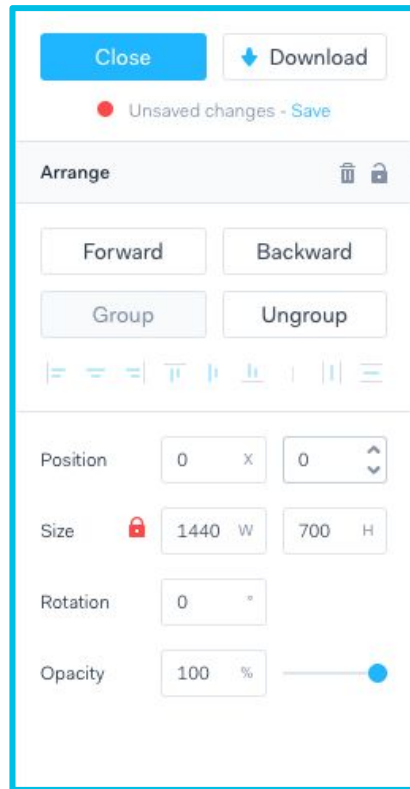 Close Download
Unsaved changes - Save
Arrange
Forward Backward
Group Ungroup
Position 0 X 0
Size 1440 W 700 H
Rotation 0 °
Opacity 100 %